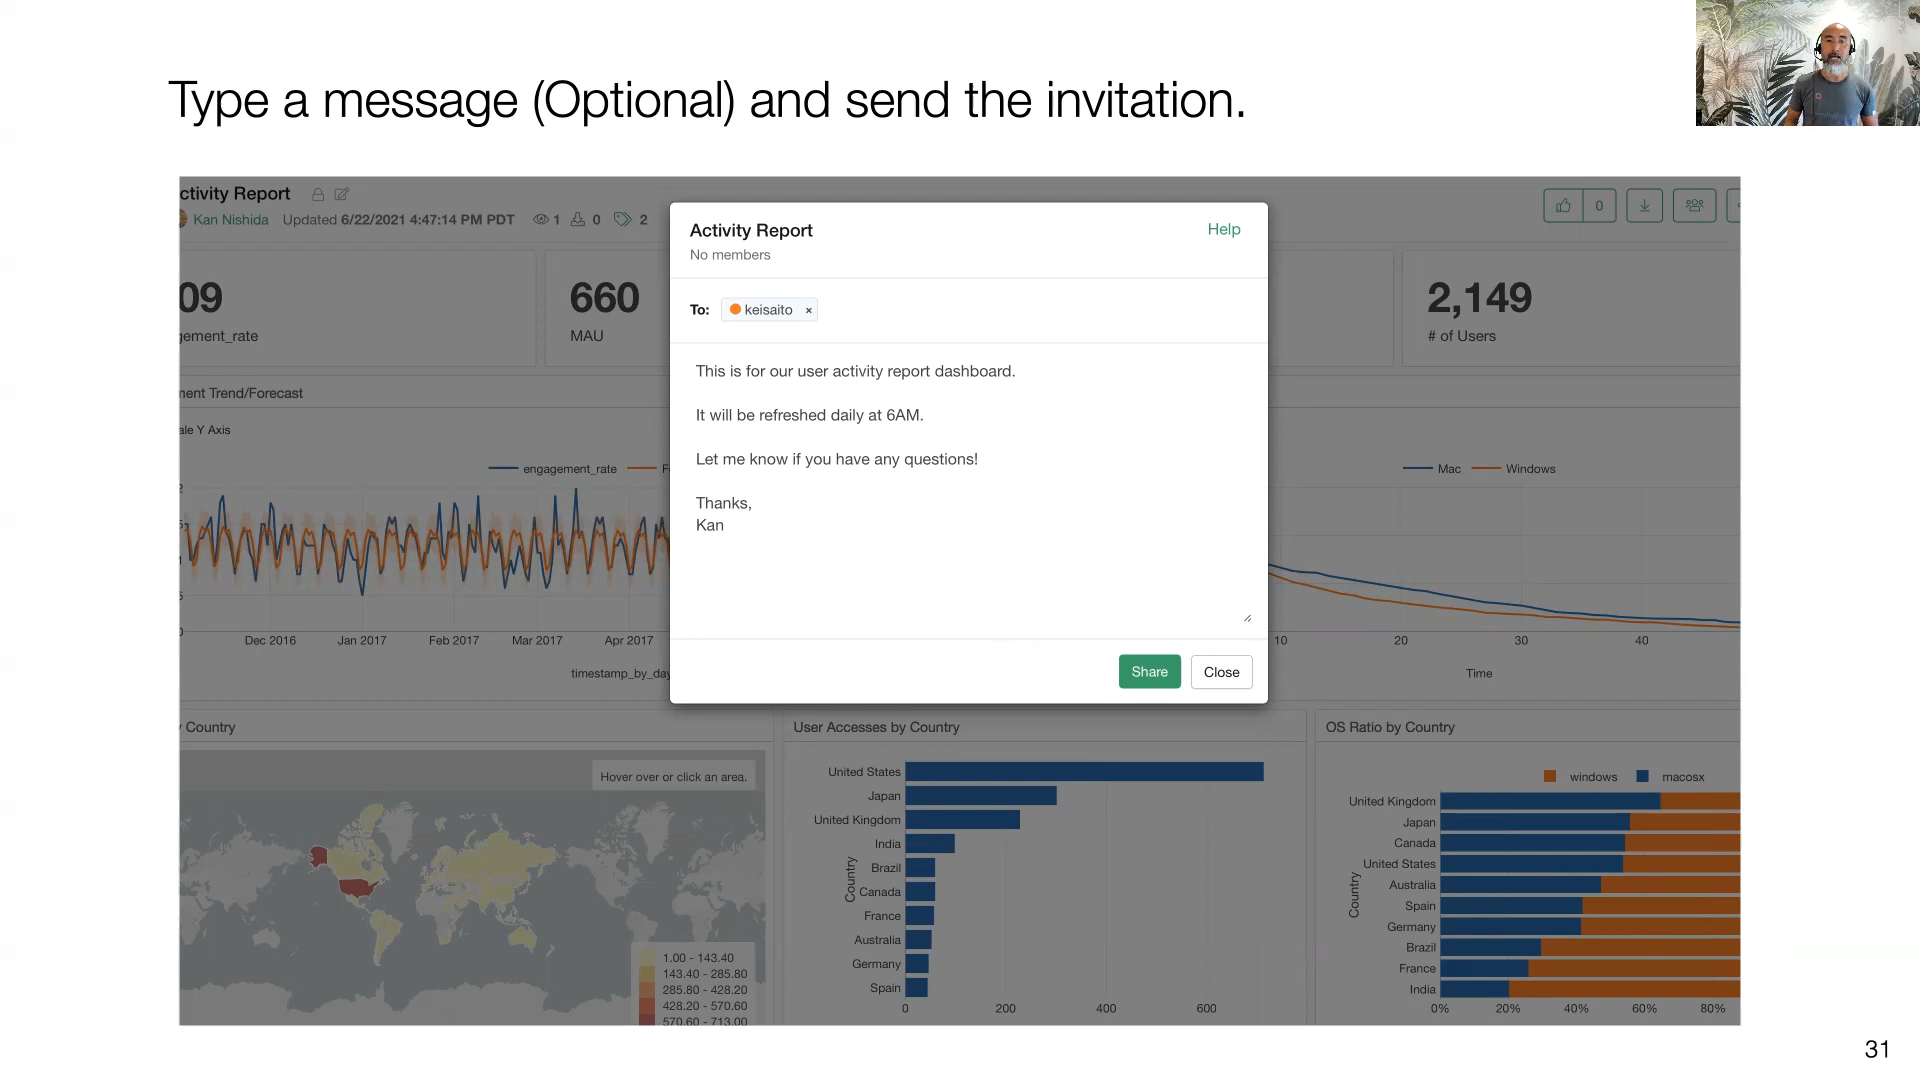 Type a message (Optional) and send the invitation.
ctivity Report
Kan Nishida Updated 6/22/2021 4:47:14 PM PDT 1 0 2
0
Activity Report
Help
No members
To: keisaito ×
This is for our user activity report dashboard.
It will be refreshed daily at 6AM.
Let me know if you have any questions!
Thanks,
Kan
Share
Close
09
gement_rate
660
MAU
2,149
# of Users
ment Trend/Forecast
ale Y Axis
engagement_rate
F
2
5
5
0
Dec 2016
Jan 2017
Feb 2017
Mar 2017
Apr 2017
timestamp_by_day
Mac
Windows
10
20
30
40
Time
Country
Hover over or click an area.
1.00 - 143.40
143.40 - 285.80
285.80 - 428.20
428.20 - 570.60
570.60 - 713.00
User Accesses by Country
Country
United States
Japan
United Kingdom
India
Brazil
Canada
France
Australia
Germany
Spain
0
200
400
600
OS Ratio by Country
windows
macosx
Country
United Kingdom
Japan
Canada
United States
Australia
Spain
Germany
Brazil
France
India
0%
20%
40%
60%
80%
31